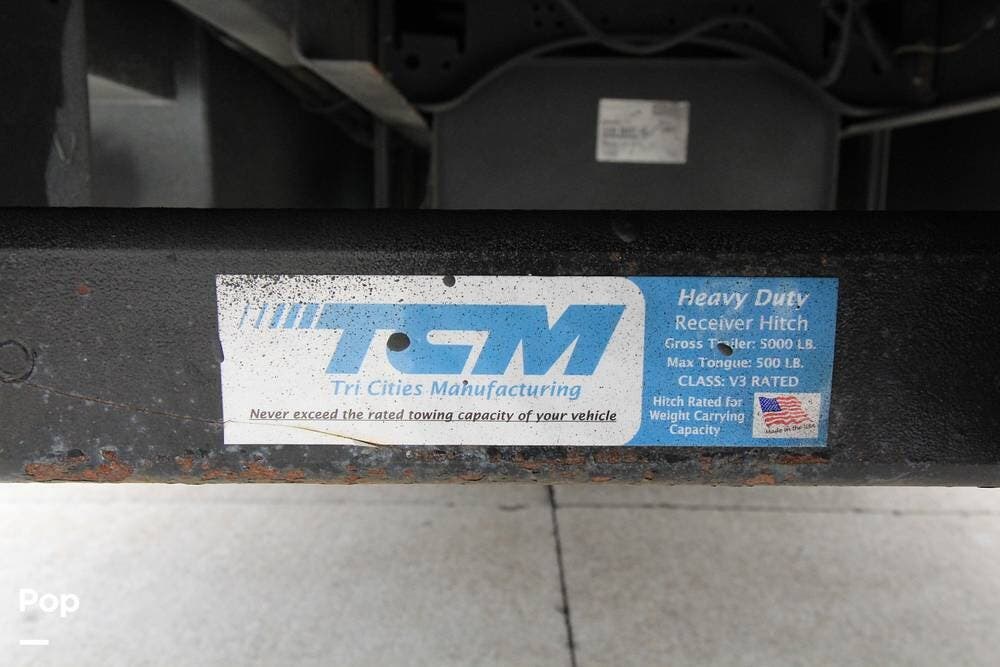 TCM
Tri Cities Manufacturing
Never exceed the rated towing capacity of your vehicle
Heavy Duty
Receiver Hitch
Gross Trailer: 5000 LB.
Max Tongue: 500 LB.
CLASS: V3 RATED
Hitch Rated for
Weight Carrying
Capacity
Made in the USA
Pop